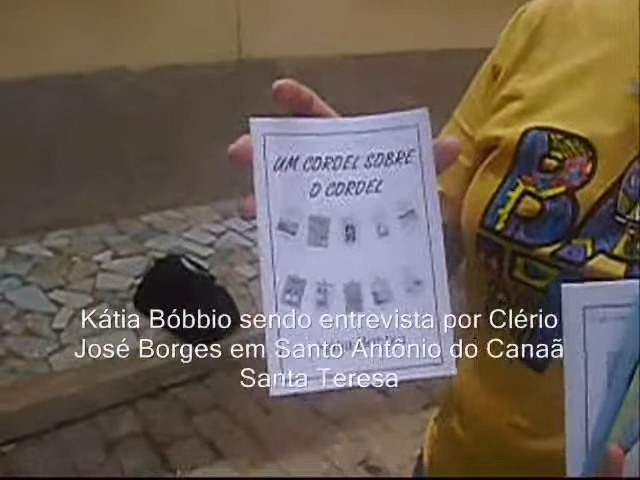 UM CORDEL SOBRE
O CORDEL
BA
Kátia Bóbbio sendo entrevista por Clério
José Borges em Santo Antônio do Canaã
Santa Teresa